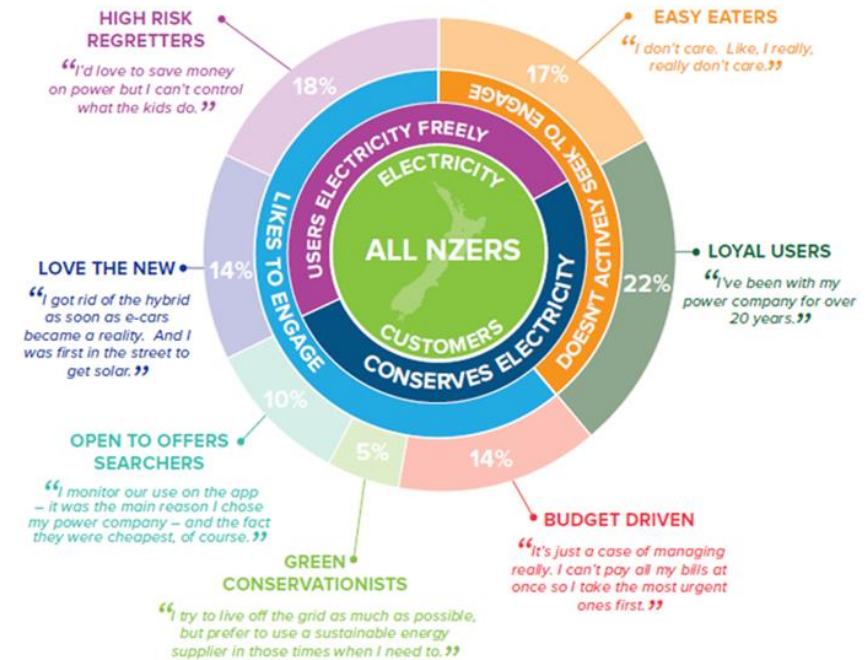 HIGH RISK
REGRETTERS
“I'd love to save money
on power but I can't control
what the kids do.”
18%
EASY EATERS
“I don't care. Like, I really,
really don't care.”
17%
LOYAL USERS
“I've been with my
power company for over
20 years.”
22%
LOVE THE NEW
“I got rid of the hybrid
as soon as e-cars
became a reality. And I
was first in the street to
get solar.”
14%
OPEN TO OFFERS
SEARCHERS
“I monitor our use on the app
– it was the main reason I chose
my power company – and the fact
they were cheapest, of course.”
10%
GREEN
CONSERVATIONISTS
“I try to live off the grid as much as possible,
but prefer to use a sustainable energy
supplier in those times when I need to.”
5%
BUDGET DRIVEN
“It's just a case of managing
really. I can't pay all my bills at
once so I take the most urgent
ones first.”
14%
LIKES TO ENGAGE
DOESN'T ACTIVELY SEEK TO ENGAGE
USERS ELECTRICITY FREELY
CONSERVES ELECTRICITY
ELECTRICITY
ALL NZERS
CUSTOMERS